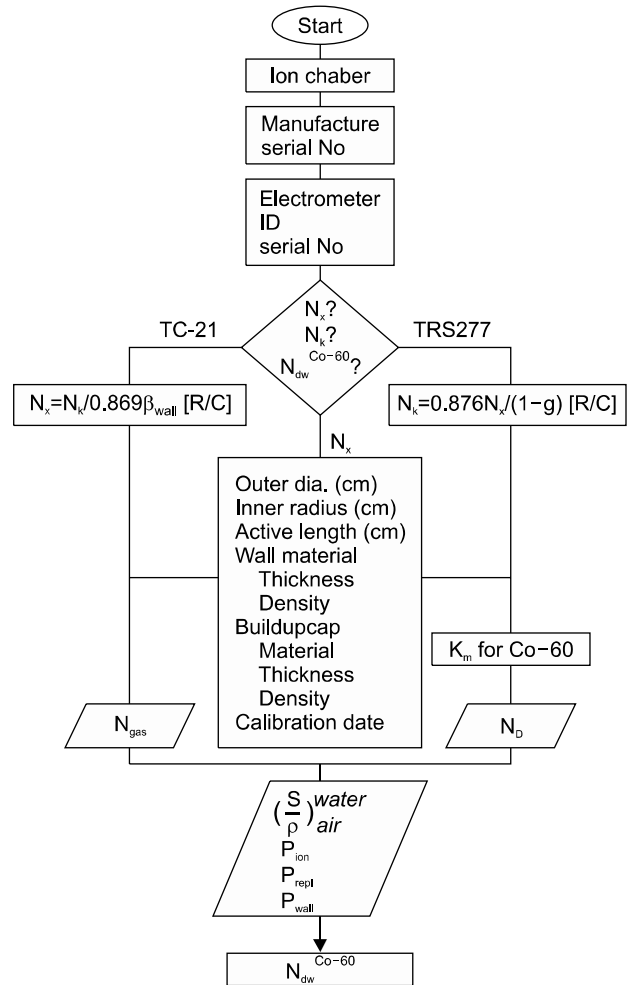 Start
Ion chaber
Manufacture
serial No
Electrometer
ID
serial No
TC-21
Nx?
Nk?
Ndw Co-60?
TRS277
Nx=Nk/0.869βwall [R/C]
Nk=0.876Nx/(1−g) [R/C]
Nx
Outer dia. (cm)
Inner radius (cm)
Active length (cm)
Wall material
Thickness
Density
Buildupcap
Material
Thickness
Density
Calibration date
Km for Co−60
Ngas
ND
(S/ρ) water air
Pion
Prepl
Pwall
Ndw Co−60